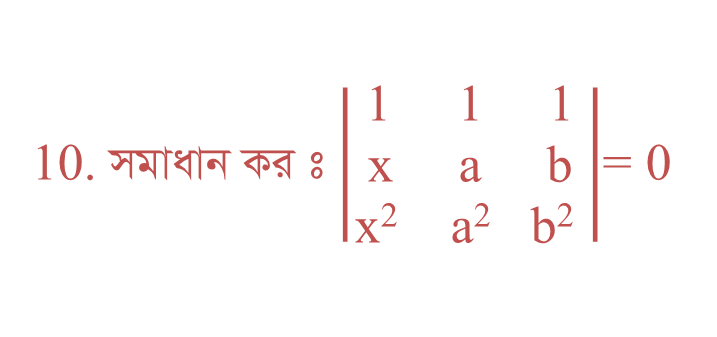 1 1 1
10. সমাধান কর ঃ x a b = 0
x² a² b²